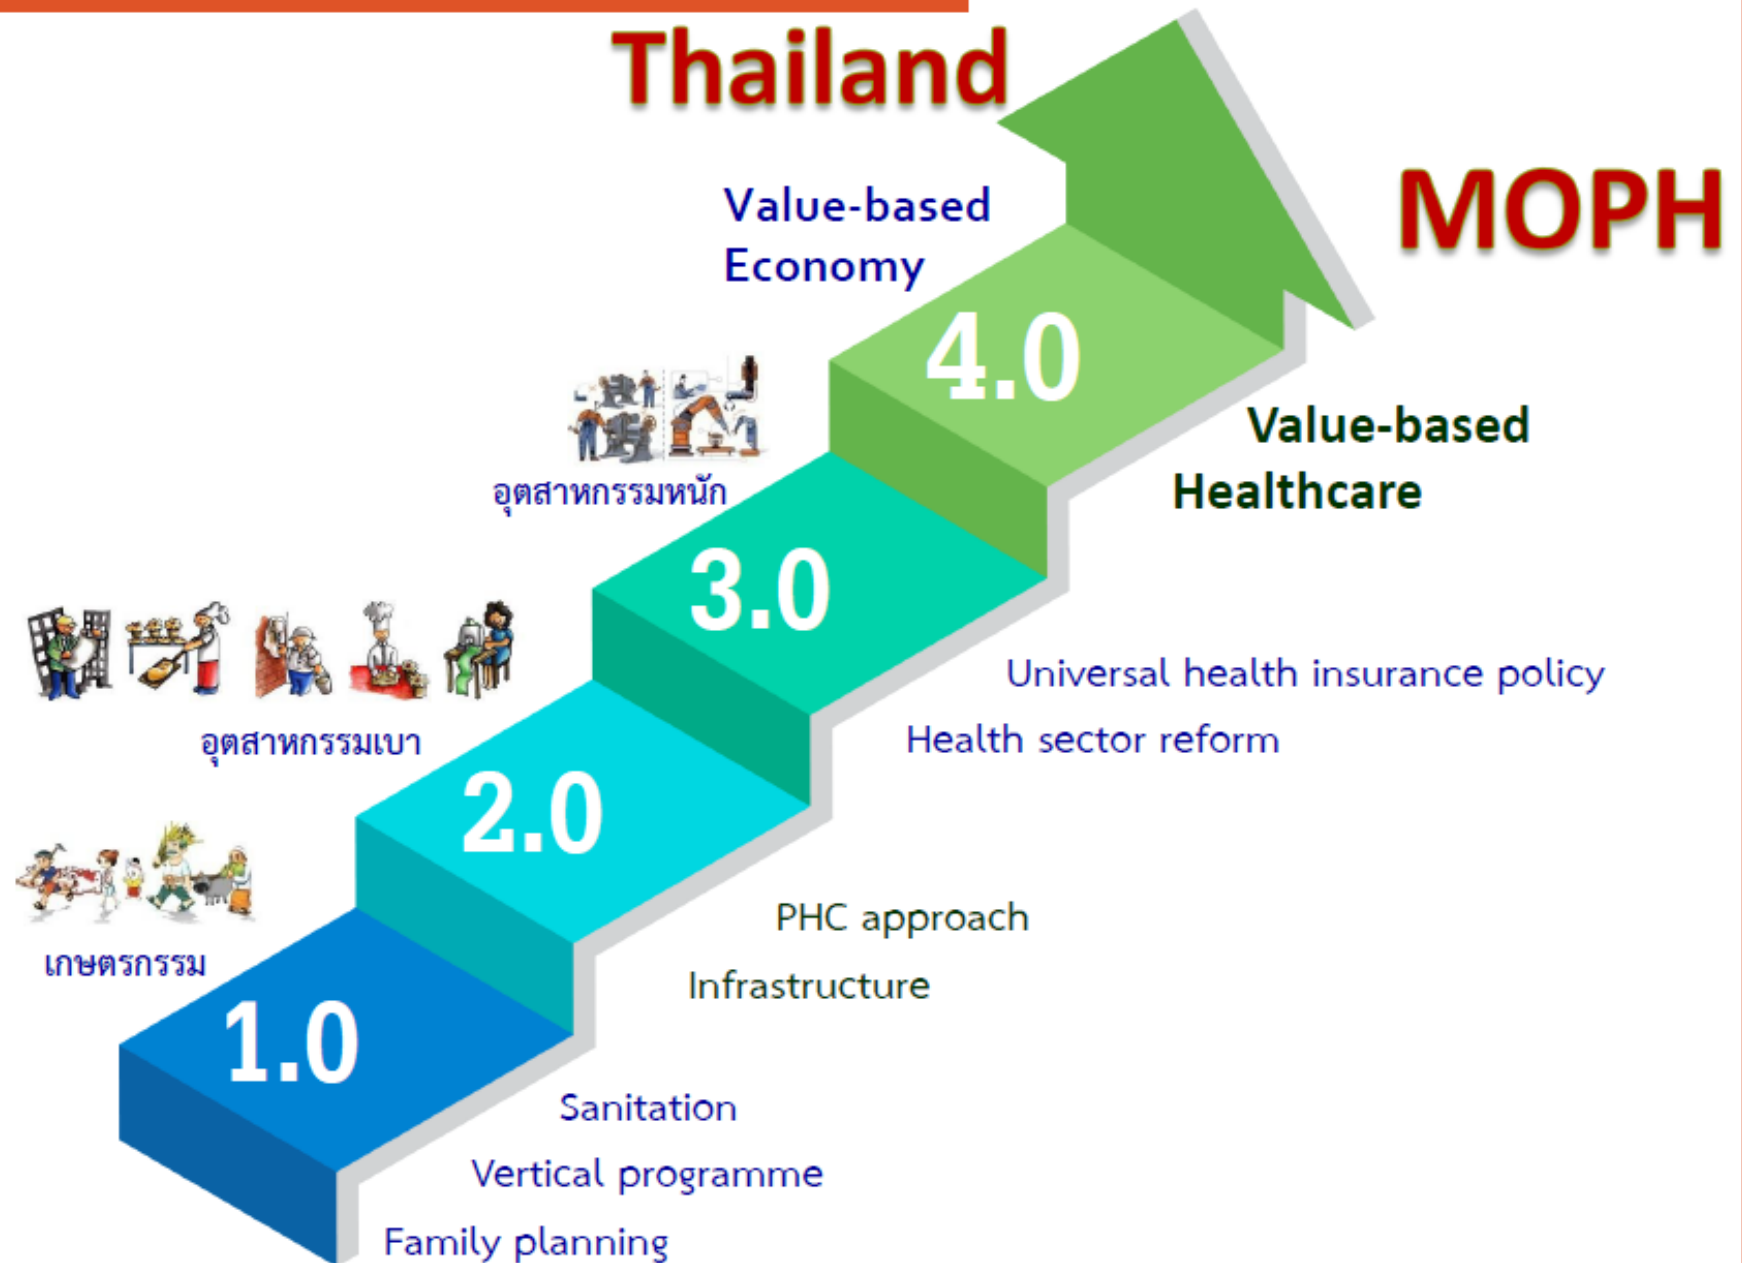 Thailand
MOPH
Value-based
Economy
4.0
Value-based
Healthcare
อุตสาหกรรมหนัก
3.0
Universal health insurance policy
Health sector reform
อุตสาหกรรมเบา
2.0
PHC approach
Infrastructure
เกษตรกรรม
1.0
Sanitation
Vertical programme
Family planning